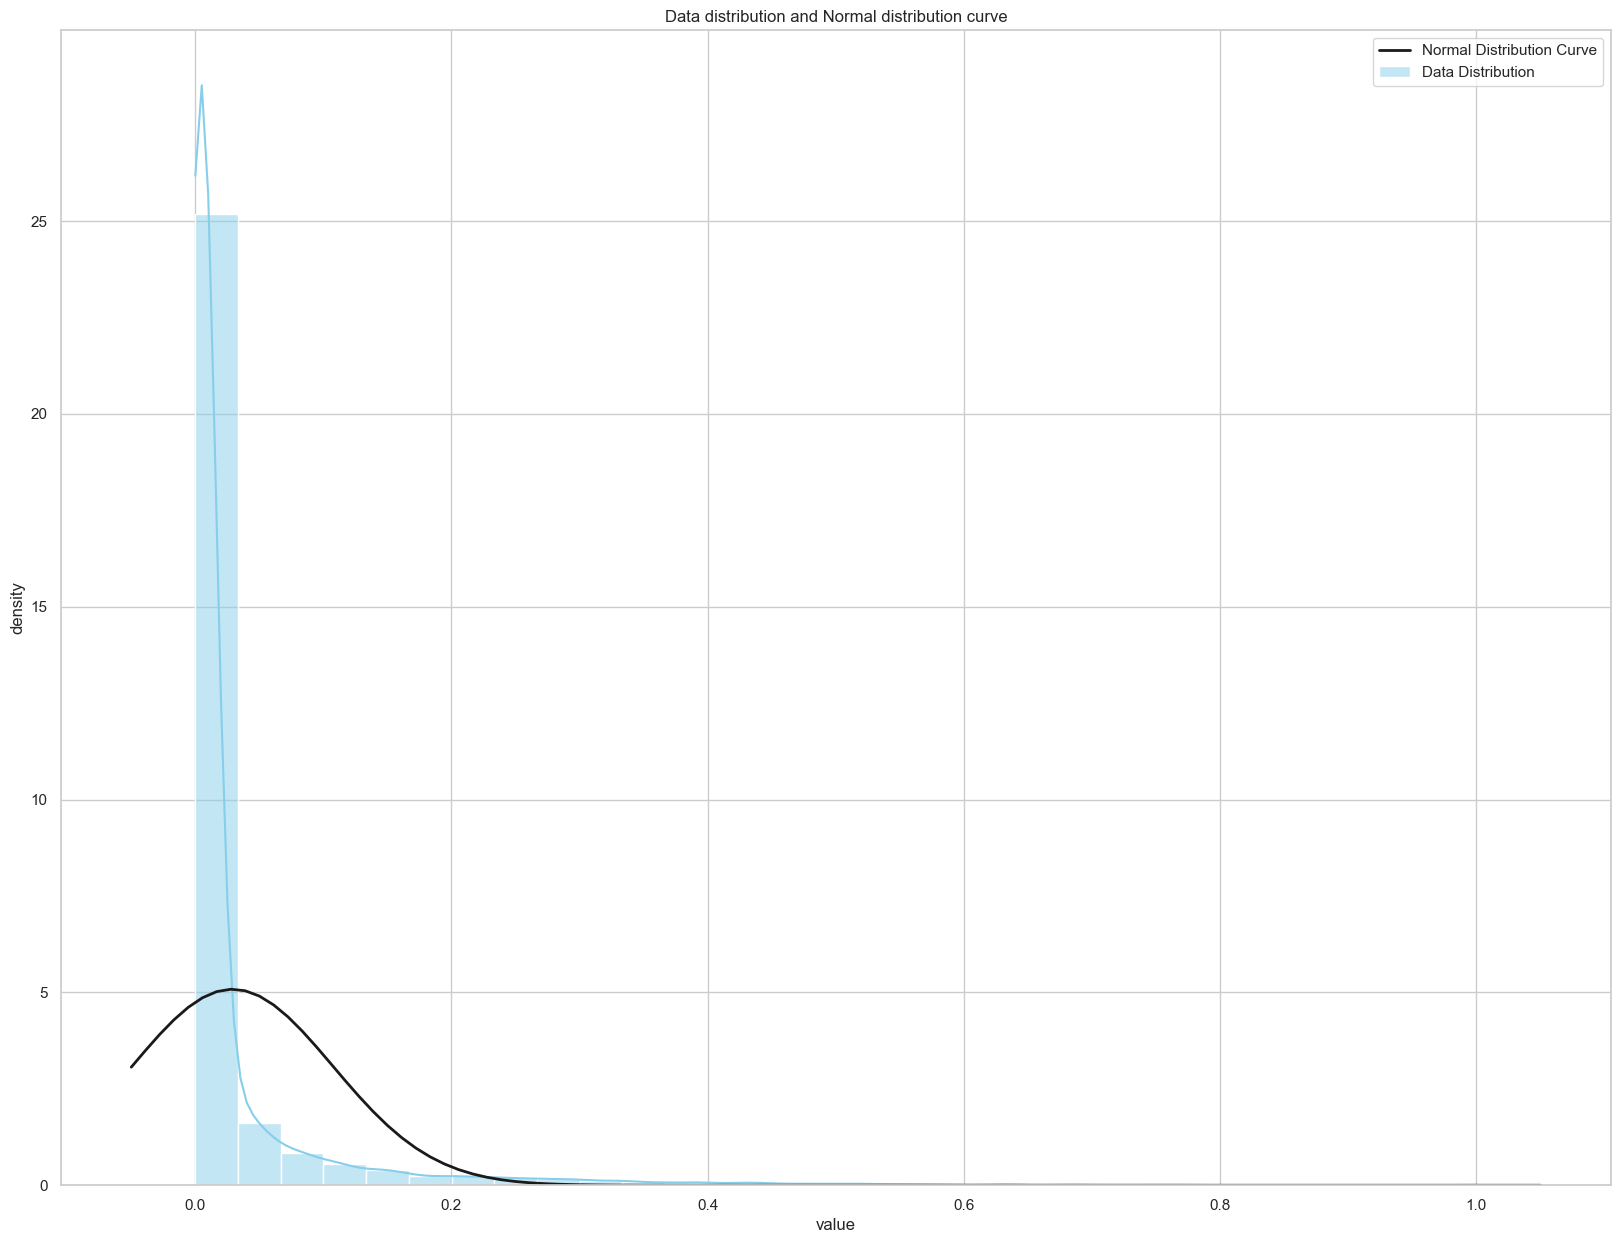 Data distribution and Normal distribution curve
Normal Distribution Curve
Data Distribution
density
25
20
15
10
5
0
0.0 0.2 0.4 0.6 0.8 1.0
value